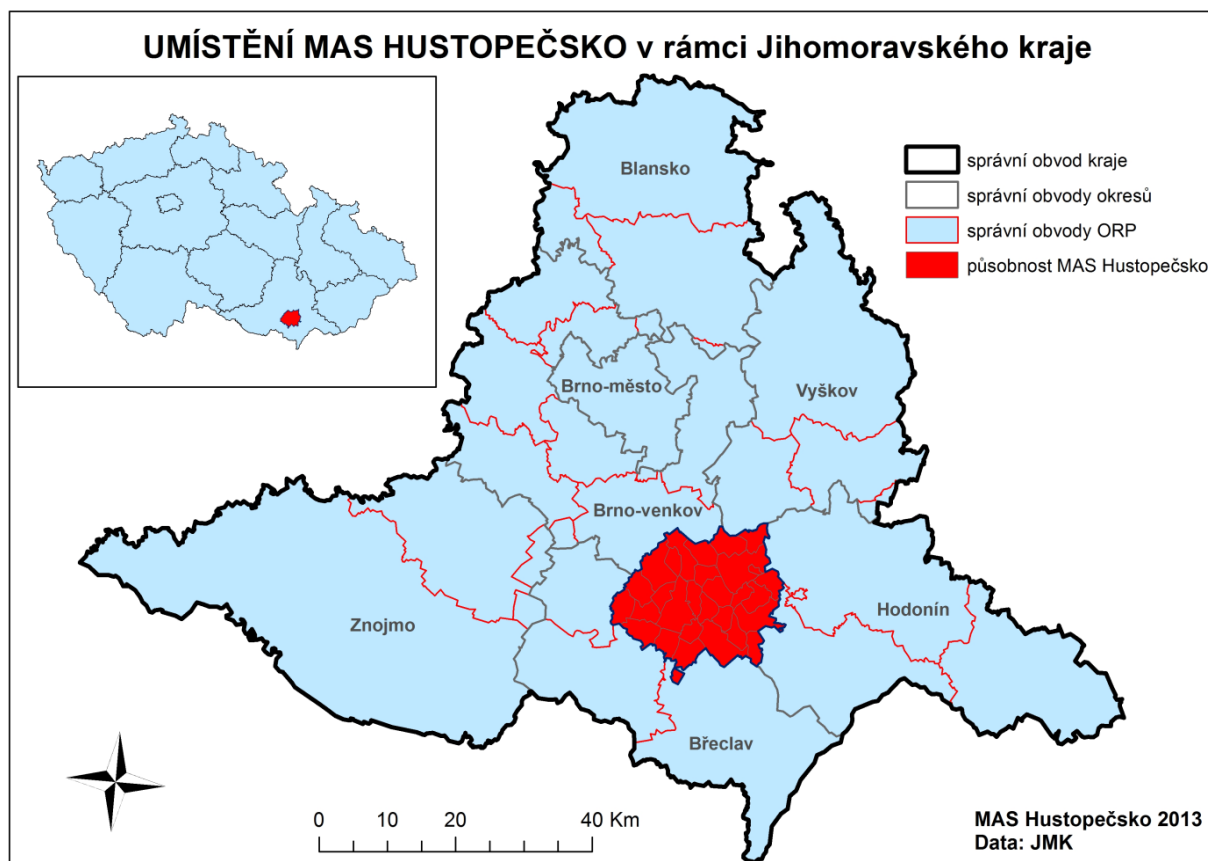 UMÍSTĚNÍ MAS HUSTOPEČSKO v rámci Jihomoravského kraje
správní obvod kraje
správní obvody okresů
správní obvody ORP
působnost MAS Hustopečsko
Blansko
Brno-město
Vyškov
Brno-venkov
Hodonín
Znojmo
Břeclav
0 10 20 40 Km
MAS Hustopečsko 2013
Data: JMK